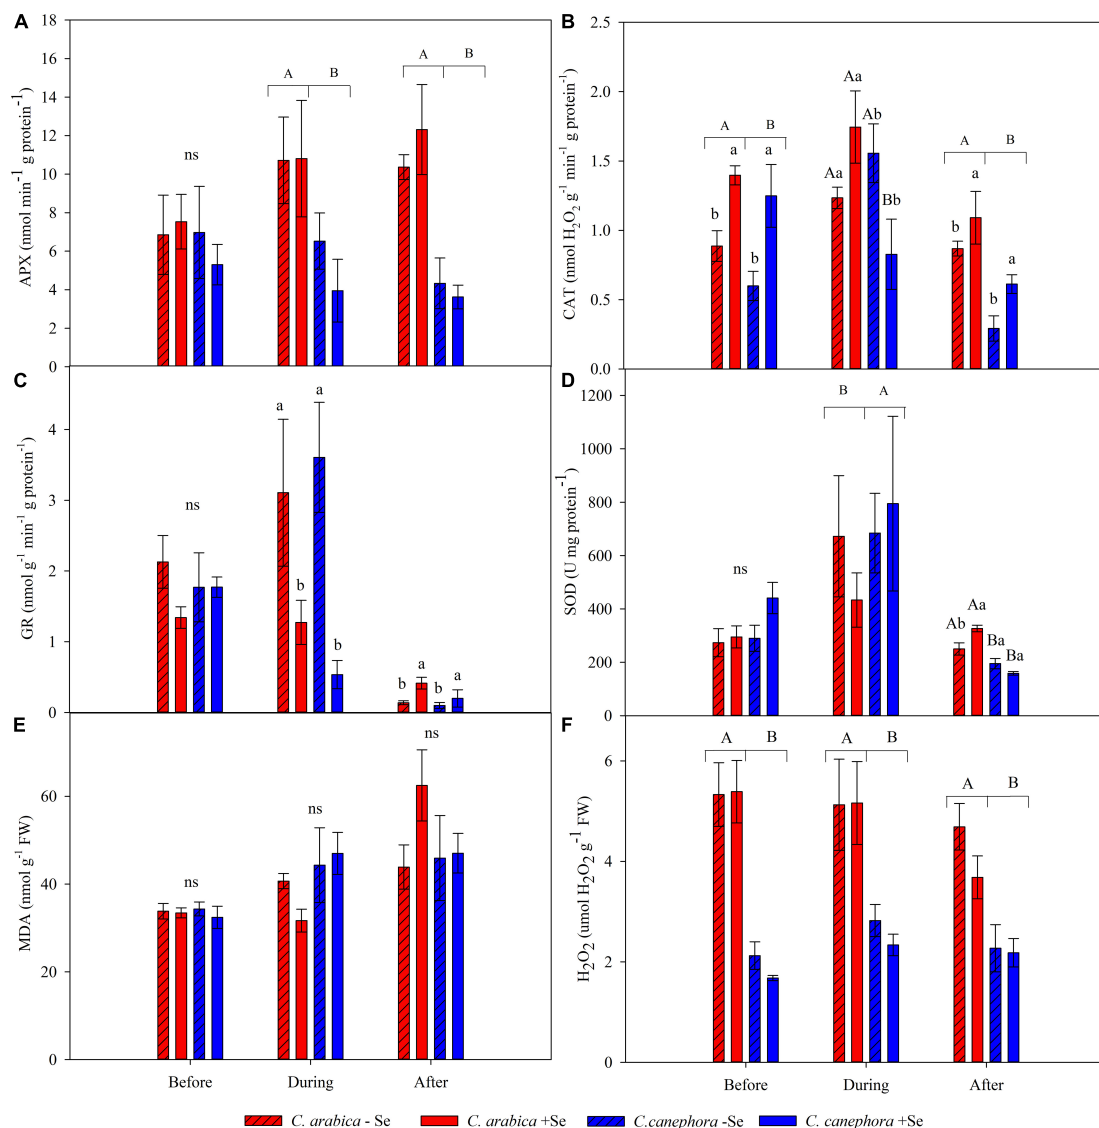 A
APX (nmol min-1 g protein-1)
18
16
14
12
10
8
6
4
2
0
ns
A B
A B
B
CAT (nmol H2O2 g-1 min-1 g protein-1)
2.5
2.0
1.5
1.0
0.5
0.0
A B
b a b a
Aa Aa Ab Bb
A B
b a b a
C
GR (nmol g-1 min-1 g protein-1)
4
3
2
1
0
ns
a b a b
b a b a
D
SOD (U mg protein-1)
1200
1000
800
600
400
200
0
ns
B A
Ab Aa Ba Ba
E
MDA (nmol g-1 FW)
60
40
20
0
ns
ns
ns
Before During After
F
H2O2 (umol H2O2 g-1 FW)
6
4
2
0
A B
A B
A B
Before During After
C. arabica - Se C. arabica +Se C.canephora -Se C. canephora +Se